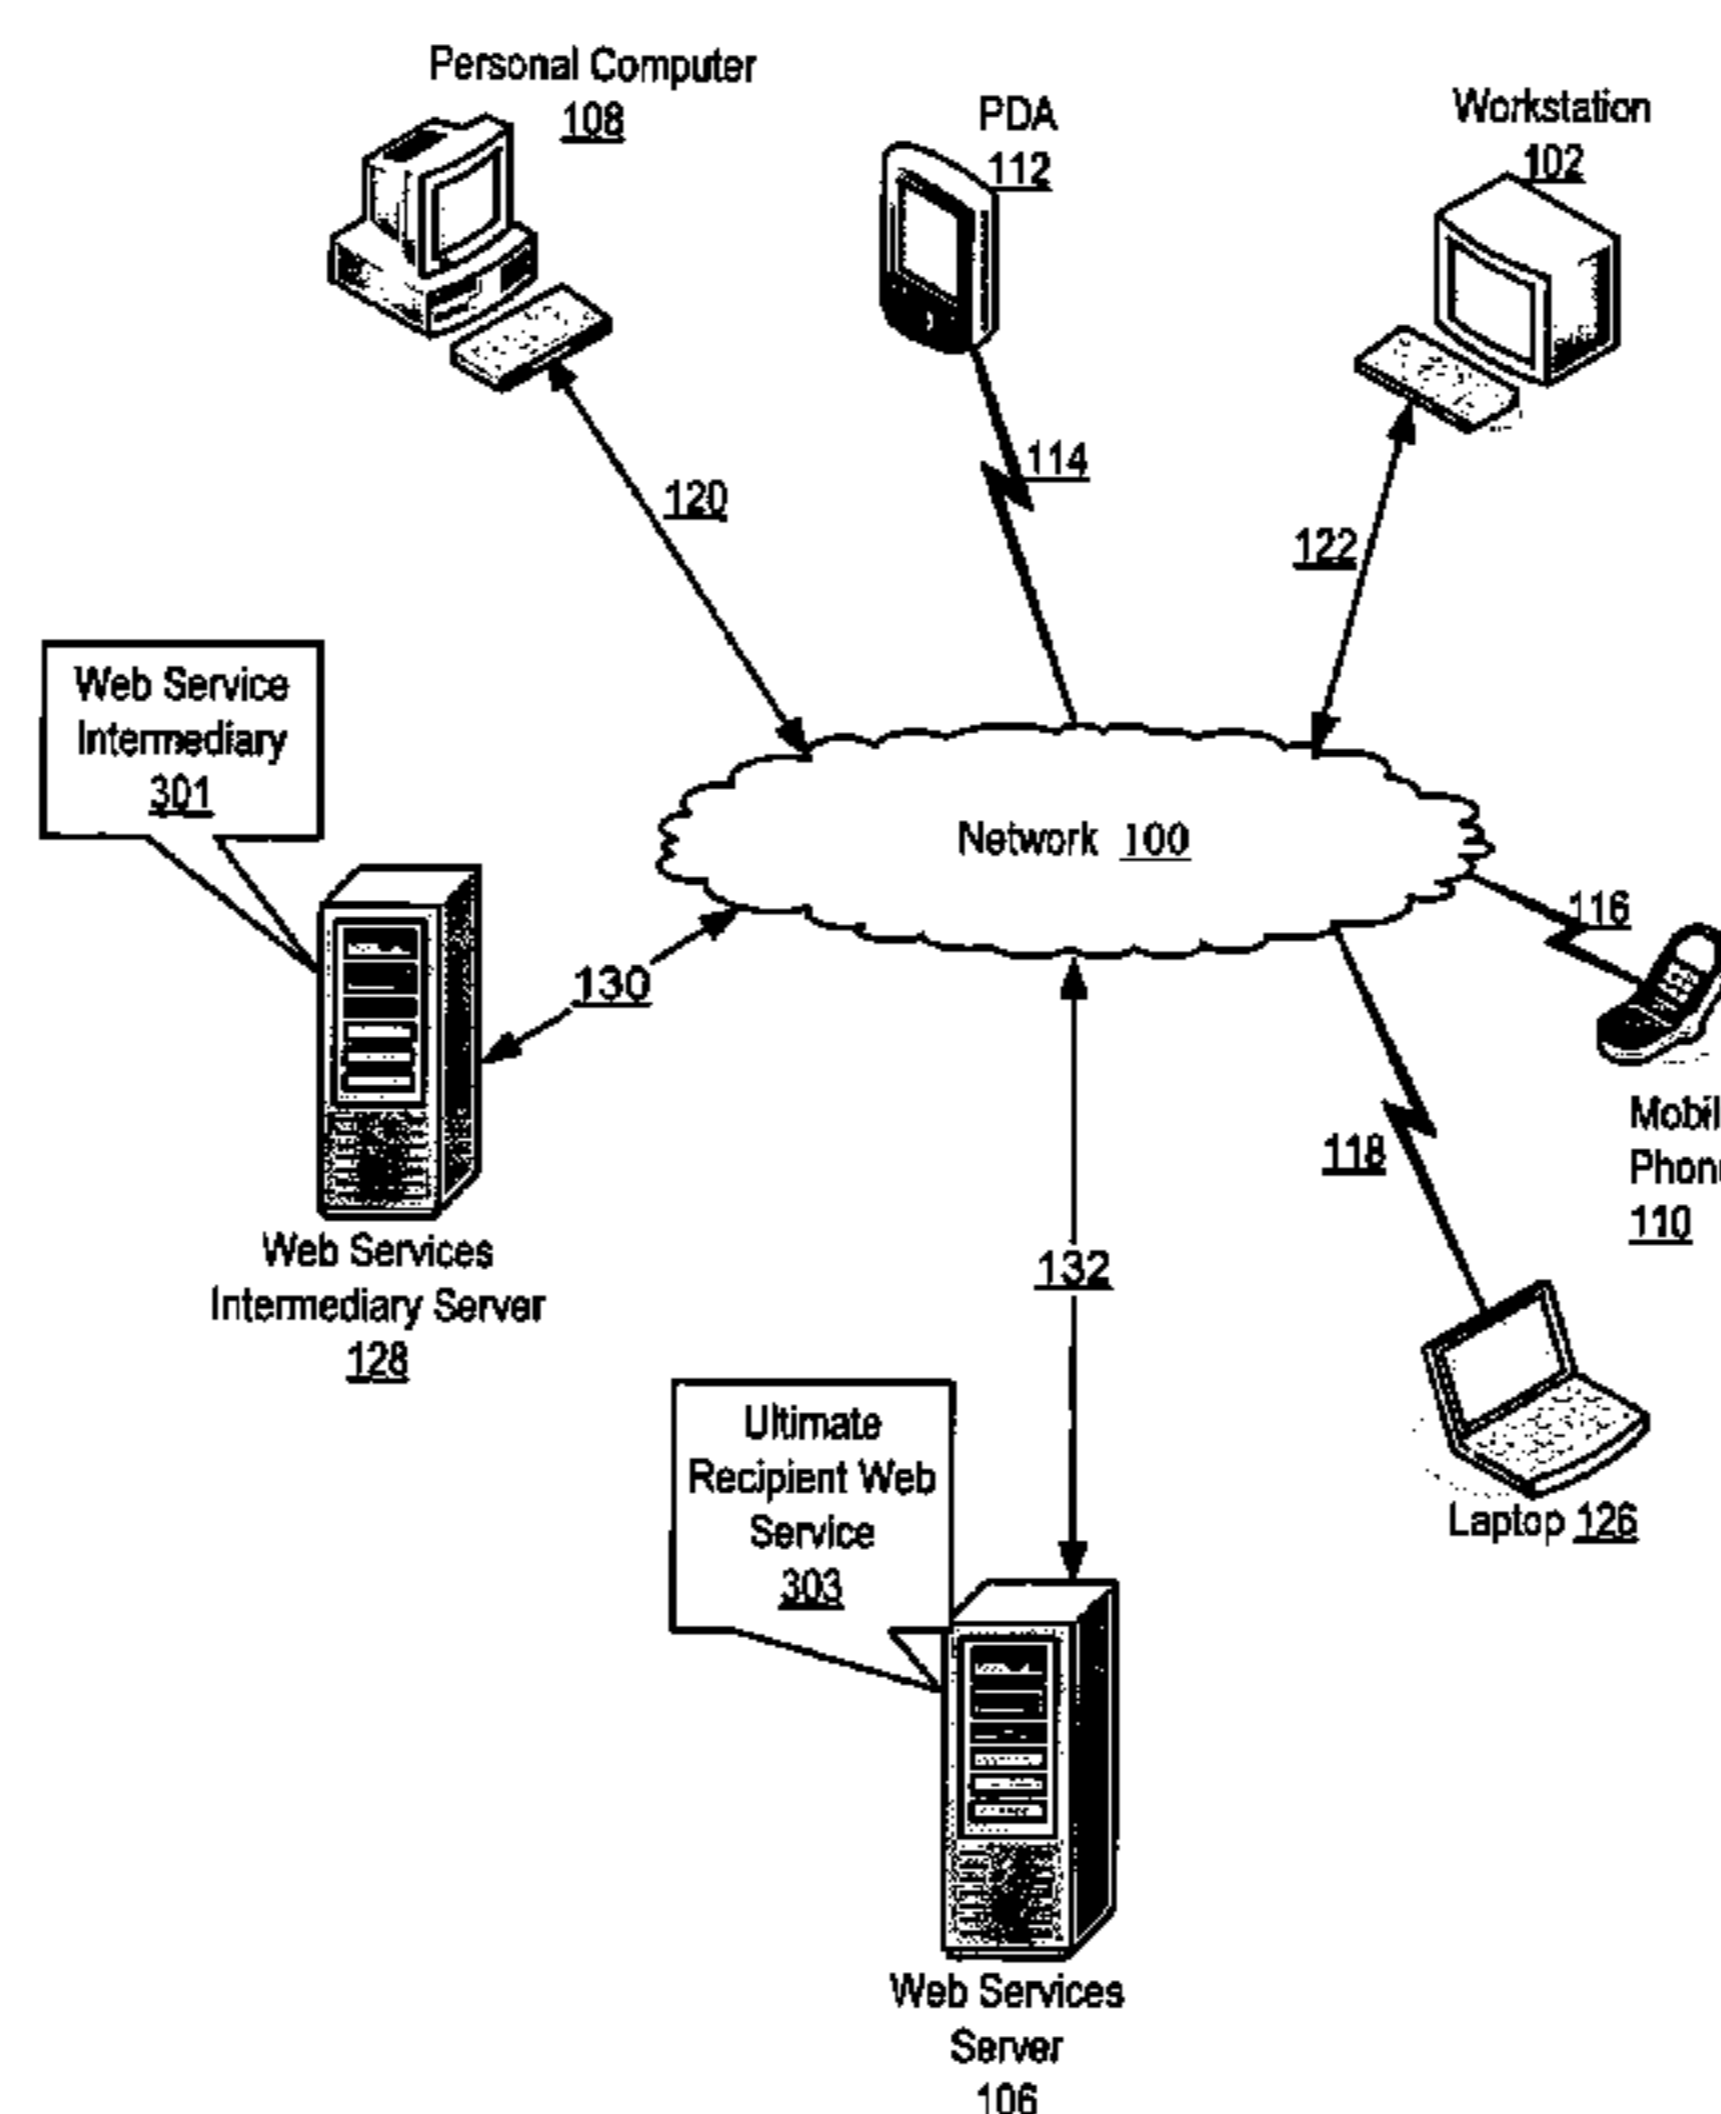 Personal Computer
108
PDA
112
Workstation
102
120
114
122
Web Service
Intermediary
301
Network 100
116
130
Mobil
Phon
110
118
Web Services
Intermediary Server
128
132
Ultimate
Recipient Web
Service
303
Laptop 126
Web Services
Server
106